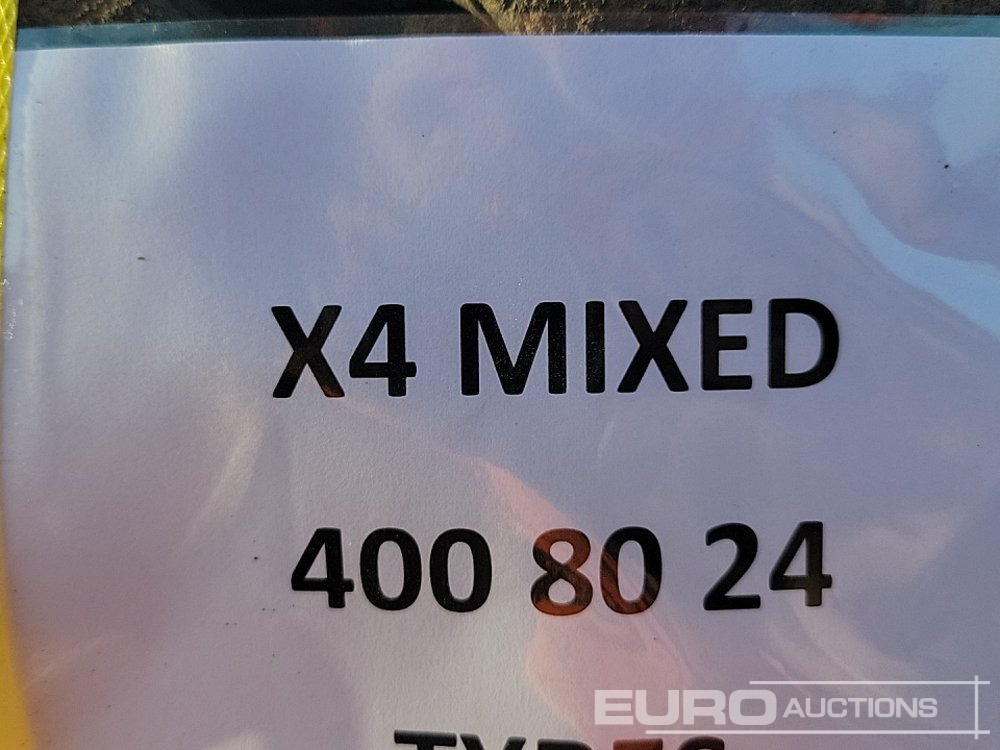 X4 MIXED
400 80 24
EURO AUCTIONS